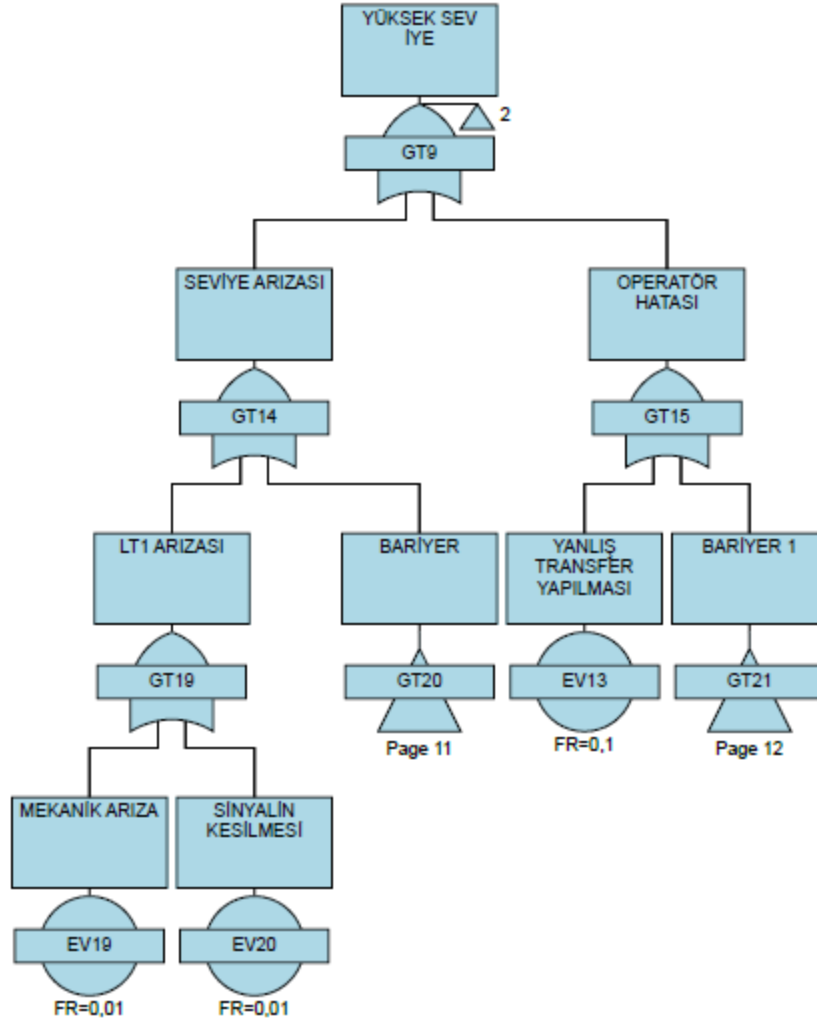 YÜKSEK SEV
İYE
2
GT9
SEVİYE ARIZASI
OPERATÖR
HATASI
GT14
GT15
LT1 ARIZASI
BARİYER
YANLIŞ
TRANSFER
YAPILMASI
BARİYER 1
GT19
GT20
EV13
GT21
Page 11
FR=0,1
Page 12
MEKANİK ARIZA
SİNYALİN
KESİLMESİ
EV19
EV20
FR=0,01
FR=0,01